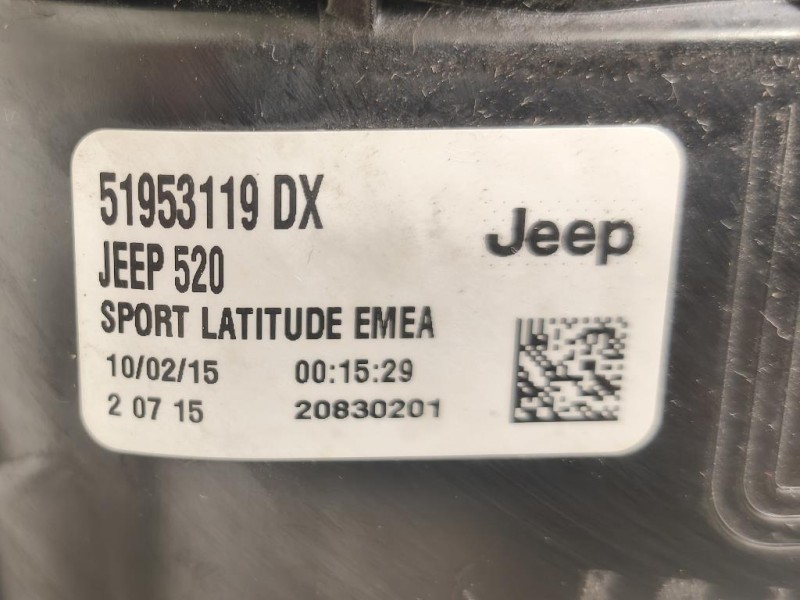 51953119 DX
Jeep
JEEP 520
SPORT LATITUDE EMEA
10/02/15 00:15:29
2 07 15 20830201